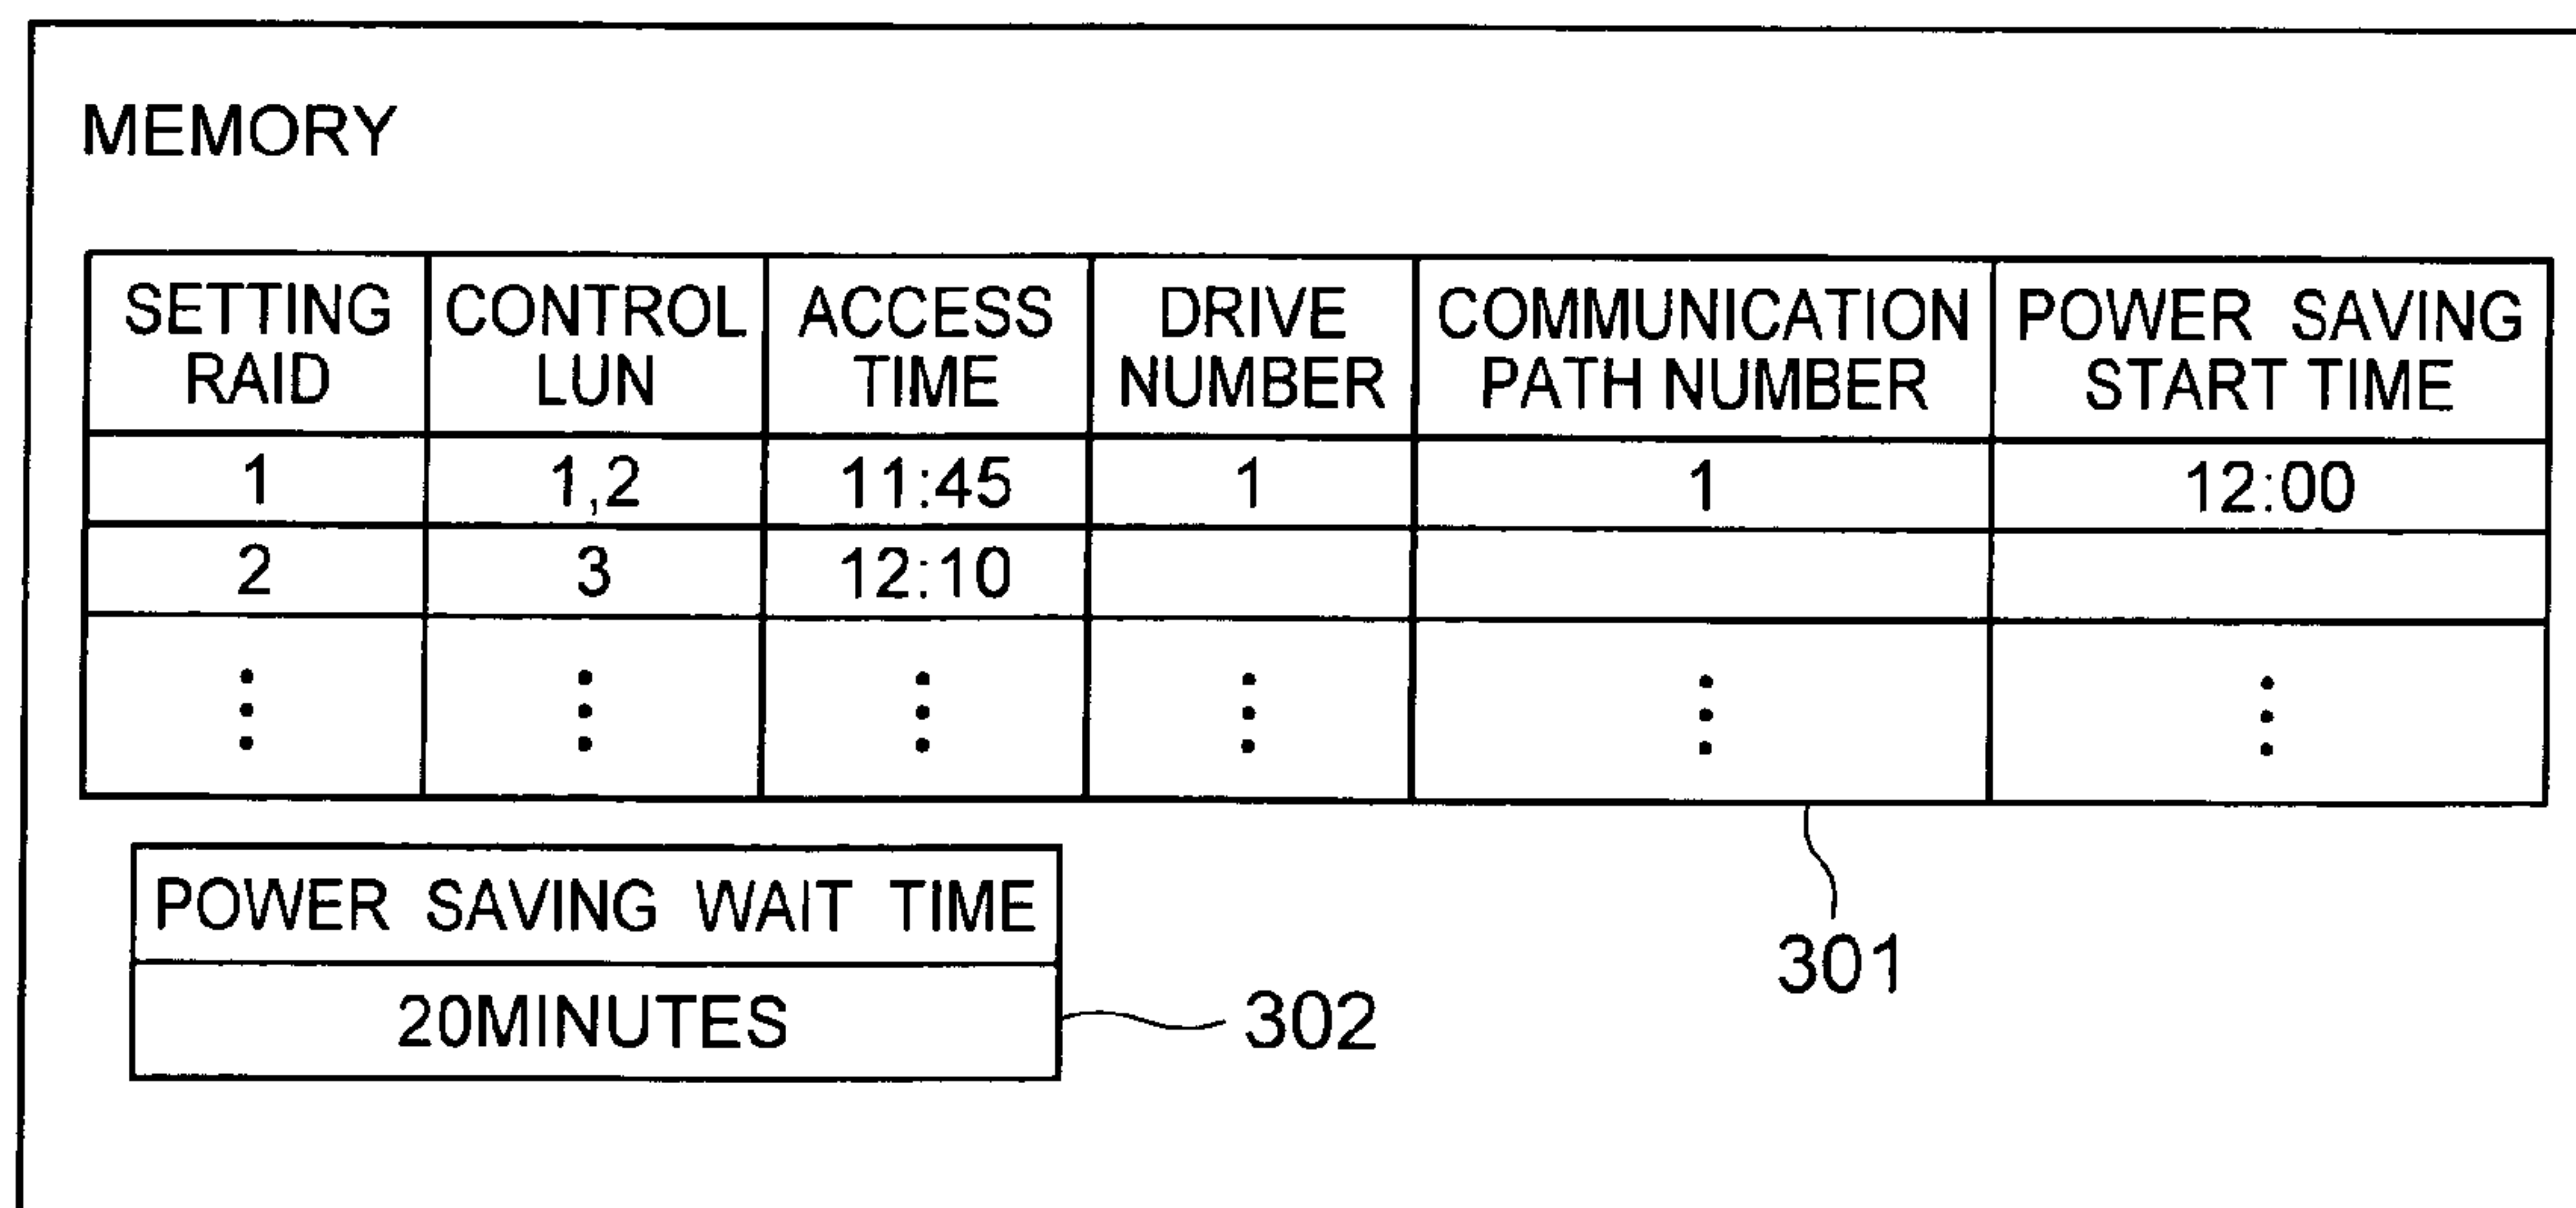 MEMORY
SETTING RAID CONTROL LUN ACCESS TIME DRIVE NUMBER COMMUNICATION PATH NUMBER POWER SAVING START TIME
1 1,2 11:45 1 1 12:00
2 3 12:10
POWER SAVING WAIT TIME
20MINUTES
301
302